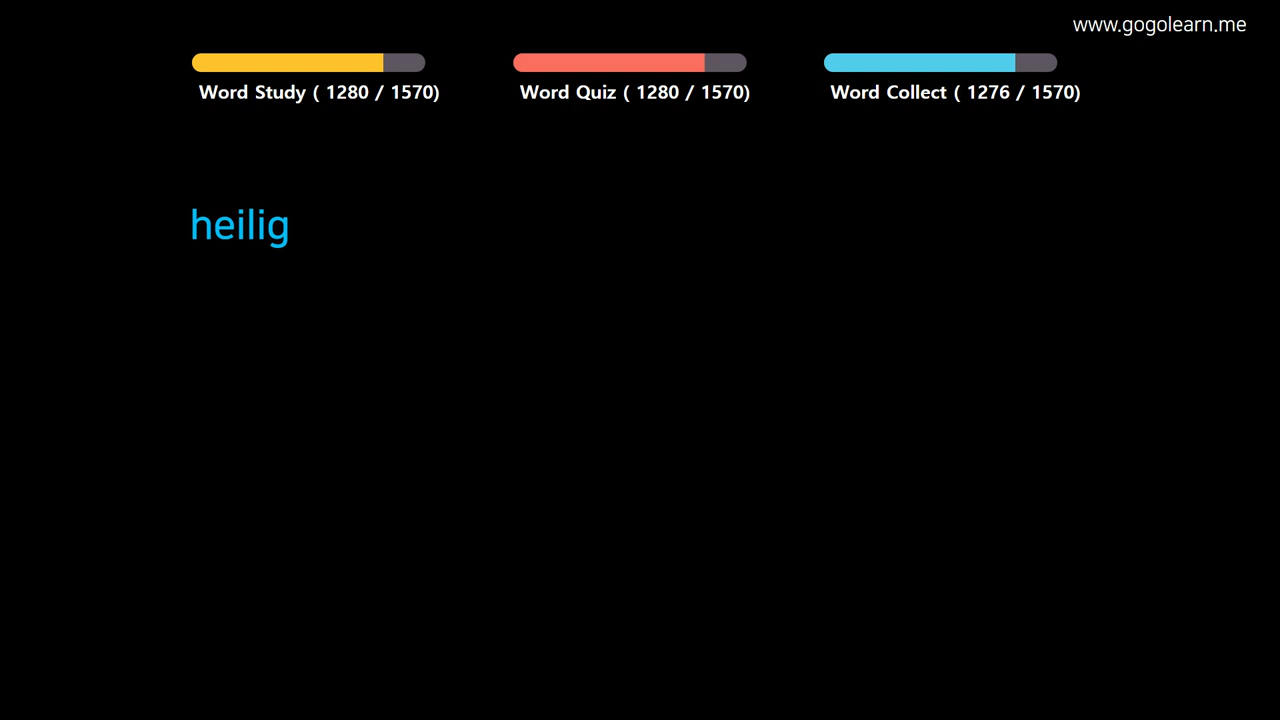 www.gogolearn.me
Word Study ( 1280 / 1570)
Word Quiz ( 1280 / 1570)
Word Collect ( 1276 / 1570)
heilig